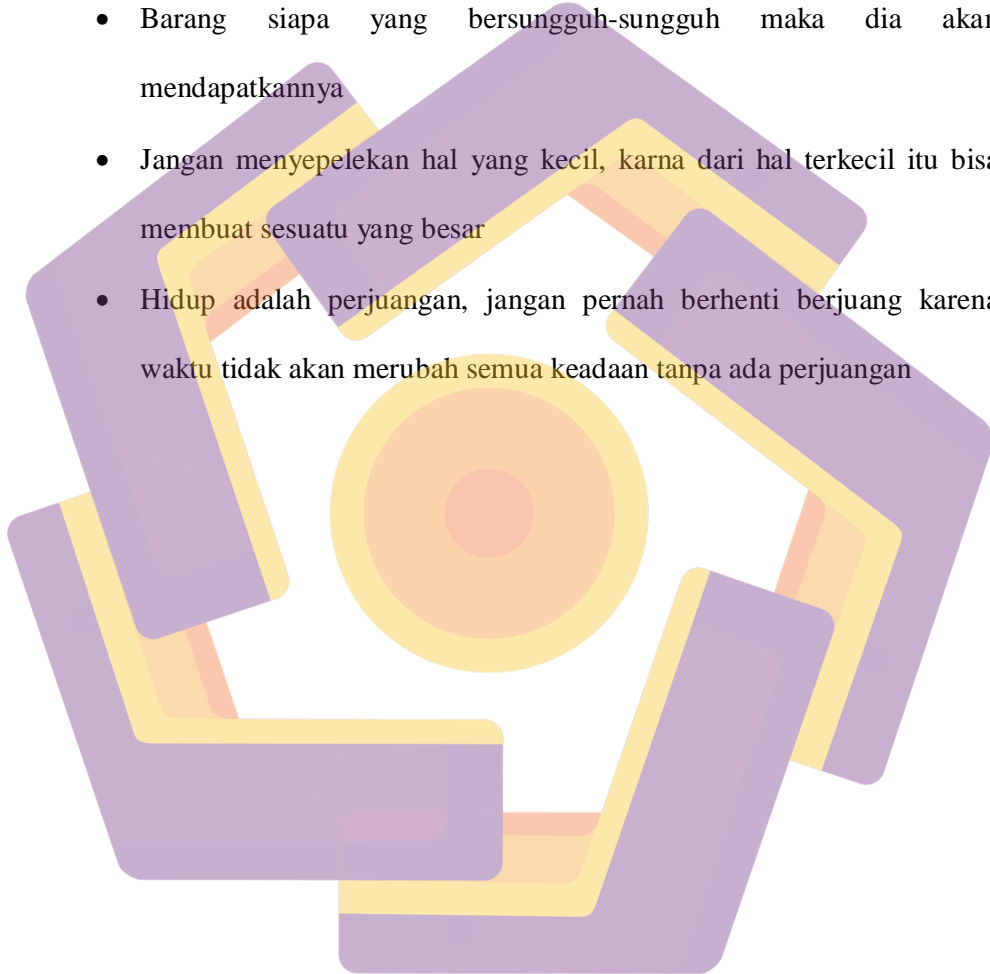 • Barang siapa yang bersungguh-sungguh maka dia akan
mendapatkannya
• Jangan menyepelekan hal yang kecil, karna dari hal terkecil itu bisa
membuat sesuatu yang besar
• Hidup adalah perjuangan, jangan pernah berhenti berjuang karena
waktu tidak akan merubah semua keadaan tanpa ada perjuangan